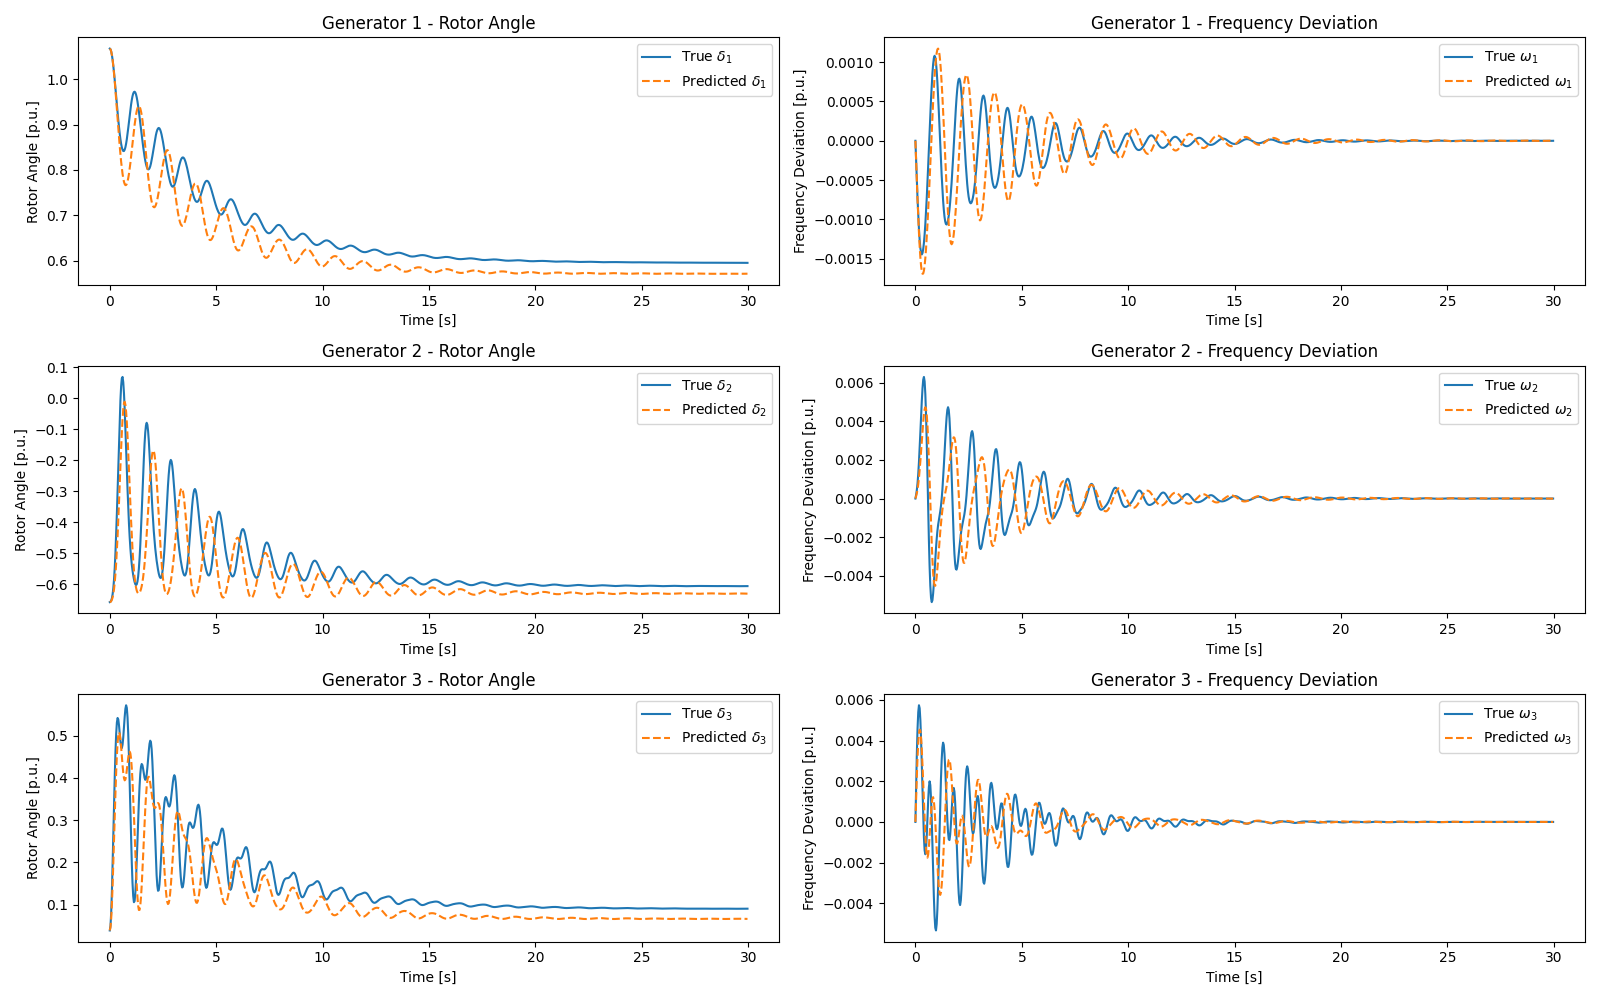 Generator 1 - Rotor Angle
Rotor Angle [p.u.]
1.0
0.9
0.8
0.7
0.6
True δ₁
Predicted δ₁
0 5 10 15 20 25 30
Time [s]
Generator 1 - Frequency Deviation
Frequency Deviation [p.u.]
0.0010
0.0005
0.0000
−0.0005
−0.0010
−0.0015
True ω₁
Predicted ω₁
0 5 10 15 20 25 30
Time [s]
Generator 2 - Rotor Angle
Rotor Angle [p.u.]
0.1
0.0
−0.1
−0.2
−0.3
−0.4
−0.5
−0.6
True δ₂
Predicted δ₂
0 5 10 15 20 25 30
Time [s]
Generator 2 - Frequency Deviation
Frequency Deviation [p.u.]
0.006
0.004
0.002
0.000
−0.002
−0.004
True ω₂
Predicted ω₂
0 5 10 15 20 25 30
Time [s]
Generator 3 - Rotor Angle
Rotor Angle [p.u.]
0.5
0.4
0.3
0.2
0.1
True δ₃
Predicted δ₃
0 5 10 15 20 25 30
Time [s]
Generator 3 - Frequency Deviation
Frequency Deviation [p.u.]
0.006
0.004
0.002
0.000
−0.002
−0.004
True ω₃
Predicted ω₃
0 5 10 15 20 25 30
Time [s]